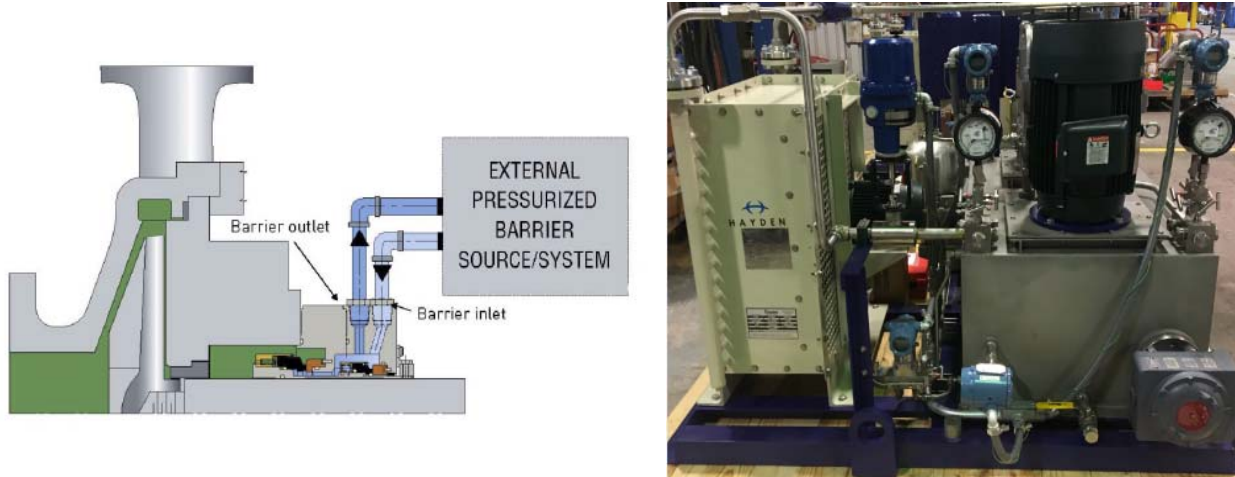 EXTERNAL
PRESSURIZED
BARRIER
SOURCE/SYSTEM
Barrier outlet
Barrier inlet
HAYDEN